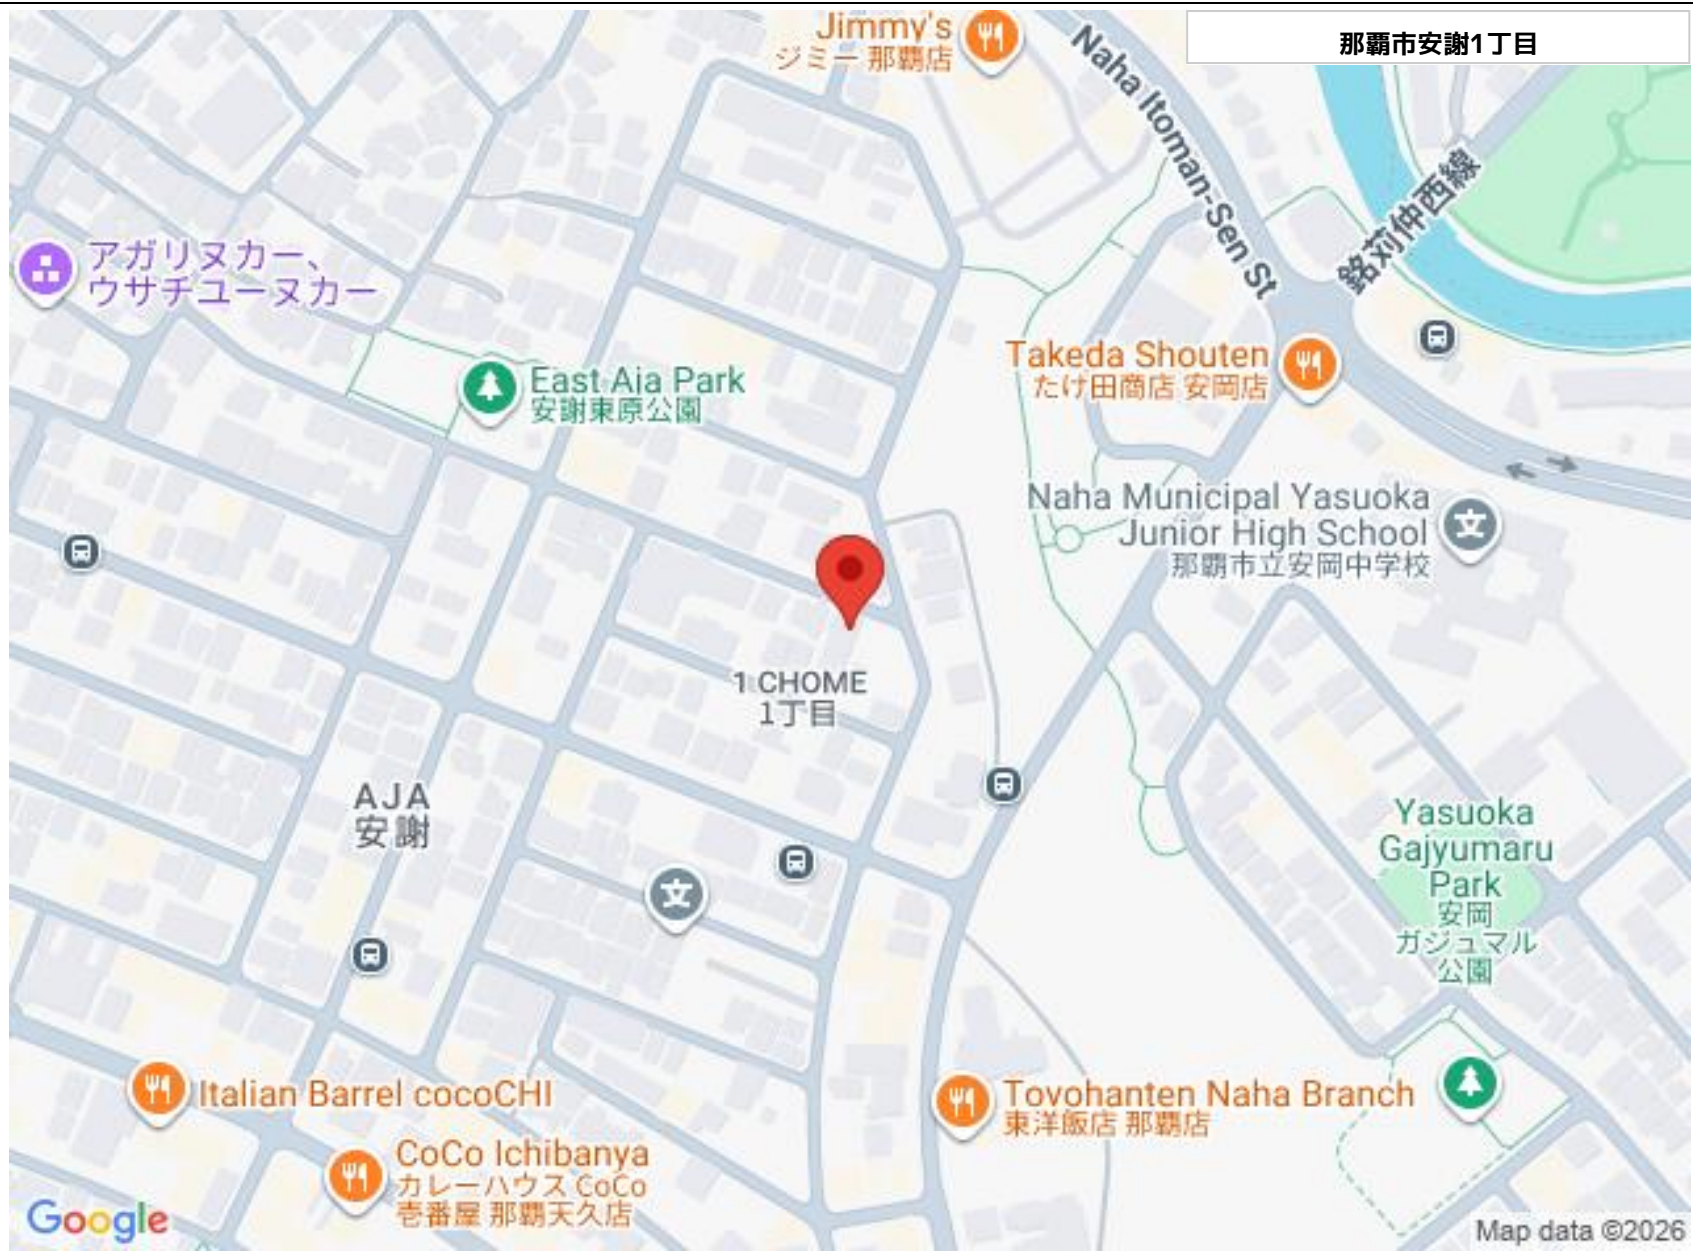 那覇市安謝1丁目
Jimmy's
ジミー 那覇店
Naha Itoman-Sen St
銘苅仲西線
アガリヌカー、
ウサチユーヌカー
East Aja Park
安謝東原公園
Takeda Shouten
たけ田商店 安岡店
Naha Municipal Yasuoka
Junior High School
那覇市立安岡中学校
1 CHOME
1丁目
AJA
安謝
Yasuoka
Gajyumaru
Park
安岡
ガジュマル
公園
Italian Barrel cocoCHI
Toyohanten Naha Branch
東洋飯店 那覇店
CoCo Ichibanya
カレーハウス CoCo
壱番屋 那覇天久店
Google
Map data ©2026